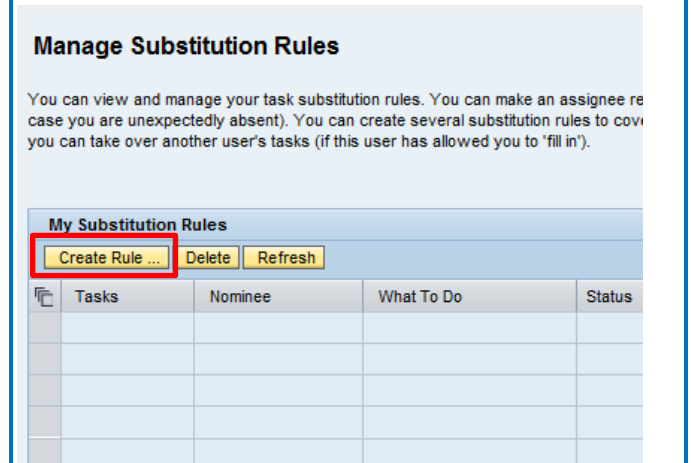 Manage Substitution Rules
You can view and manage your task substitution rules. You can make an assignee re
case you are unexpectedly absent). You can create several substitution rules to cov
you can take over another user's tasks (if this user has allowed you to 'fill in').
My Substitution Rules
Create Rule ... Delete Refresh
Tasks Nominee What To Do Status